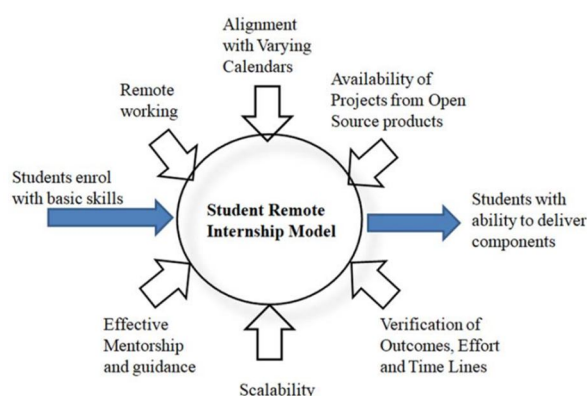 Alignment
with Varying
Calendars
Remote
working
Availability of
Projects from Open
Source products
Students enrol
with basic skills
Student Remote
Internship Model
Students with
ability to deliver
components
Effective
Mentorship
and guidance
Scalability
Verification of
Outcomes, Effort
and Time Lines